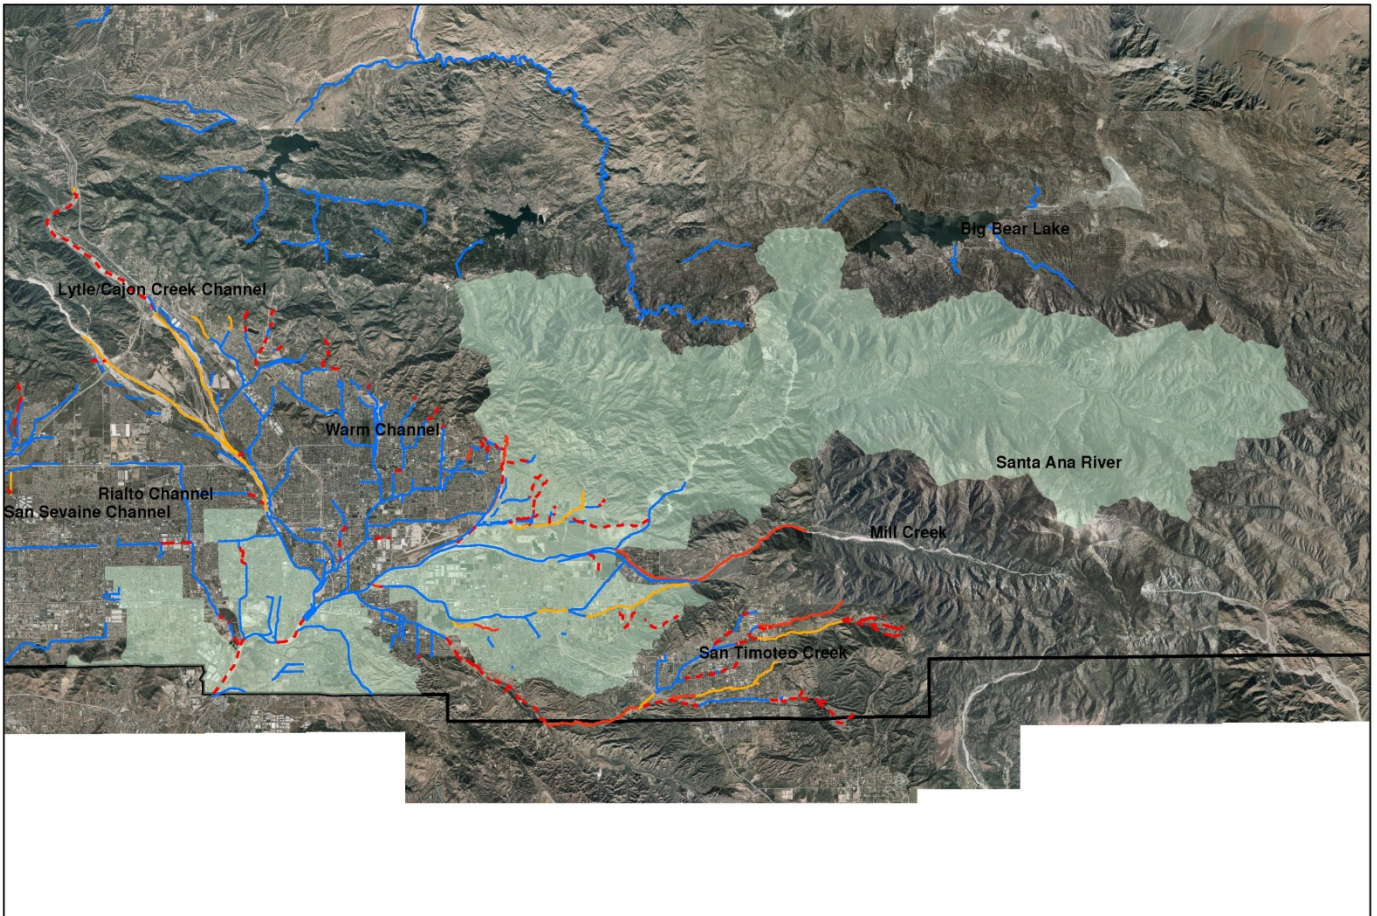 Big Bear Lake
Lytle/Cajon Creek Channel
Warm Channel
Santa Ana River
Rialto Channel
San Sevaine Channel
Mill Creek
San Timoteo Creek